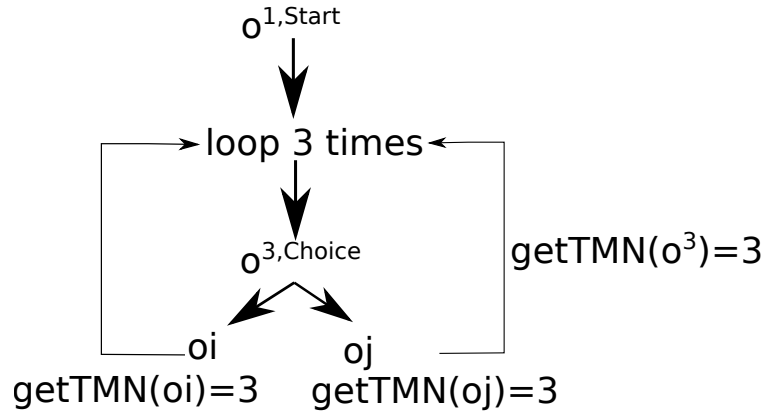 o1,Start
loop 3 times
o3,Choice
getTMN(o3)=3
oi
oj
getTMN(oi)=3
getTMN(oj)=3